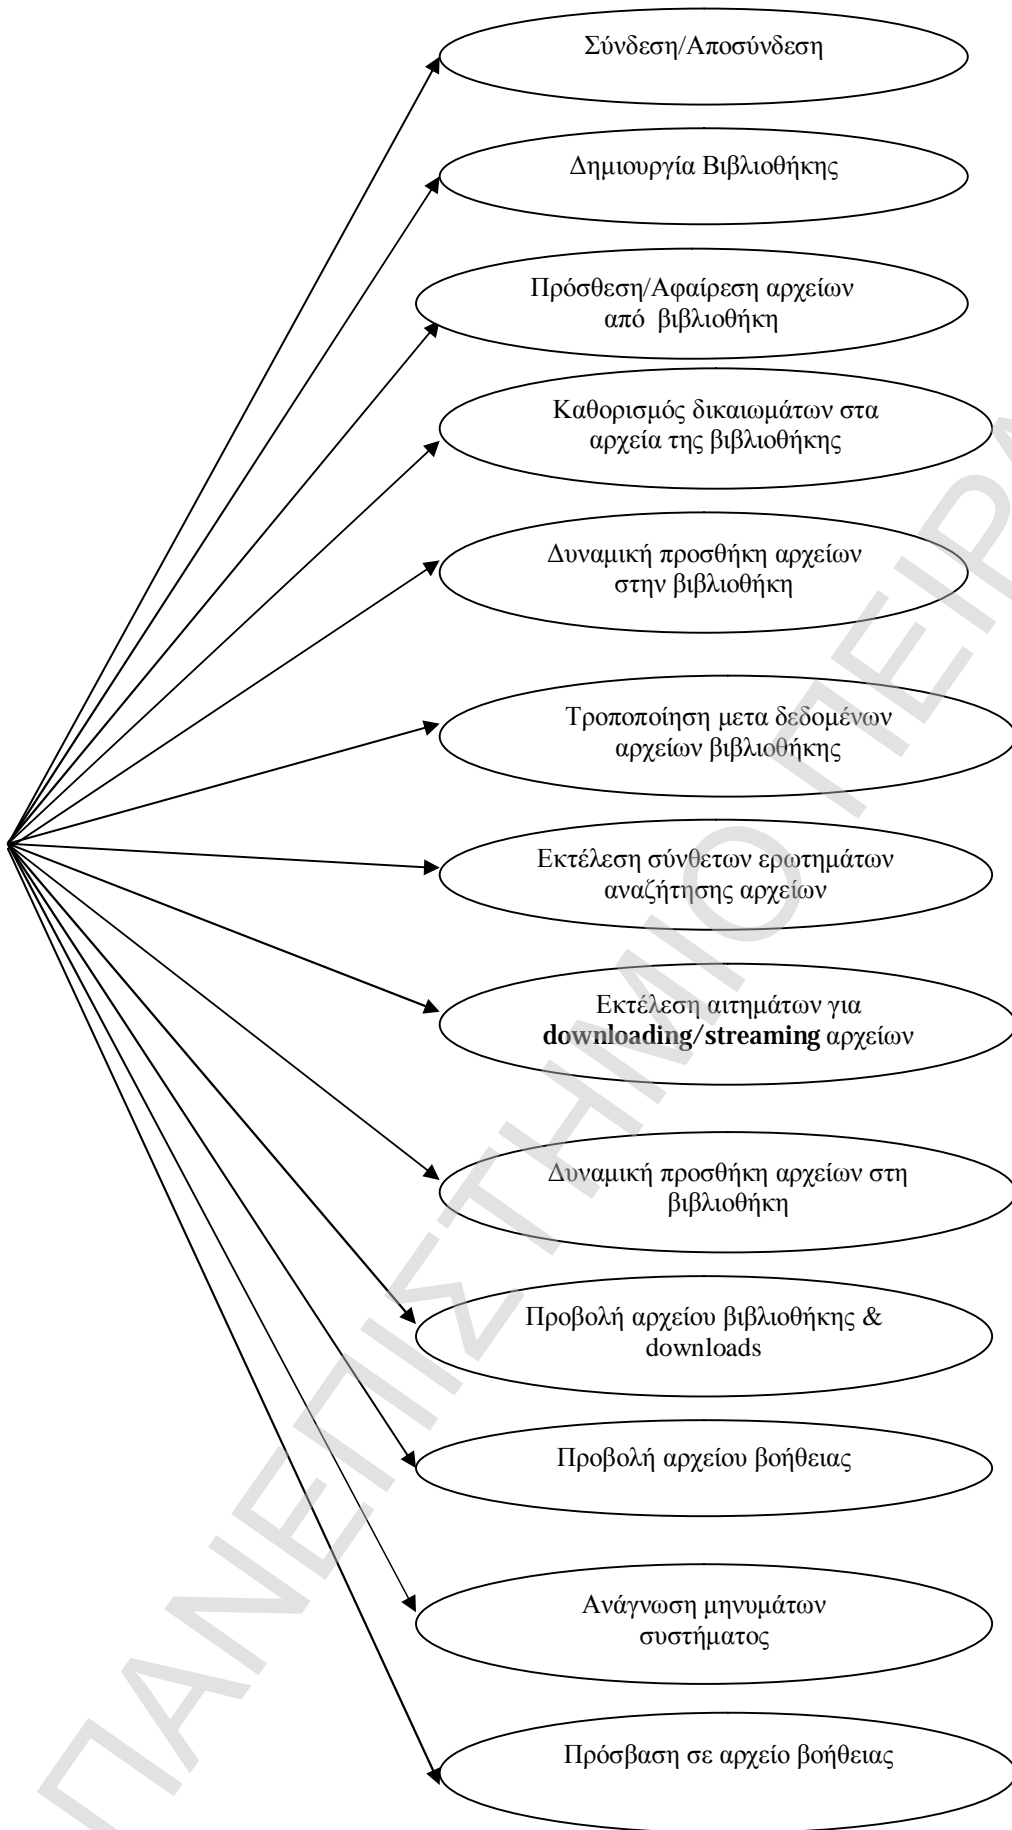 Σύνδεση/Αποσύνδεση
Δημιουργία Βιβλιοθήκης
Πρόσθεση/Αφαίρεση αρχείων
από βιβλιοθήκη
Καθορισμός δικαιωμάτων στα
αρχεία της βιβλιοθήκης
Δυναμική προσθήκη αρχείων
στην βιβλιοθήκη
Τροποποίηση μετα δεδομένων
αρχείων βιβλιοθήκης
Εκτέλεση σύνθετων ερωτημάτων
αναζήτησης αρχείων
Εκτέλεση αιτημάτων για
downloading/streaming αρχείων
Δυναμική προσθήκη αρχείων στη
βιβλιοθήκη
Προβολή αρχείου βιβλιοθήκης &
downloads
Προβολή αρχείου βοήθειας
Ανάγνωση μηνυμάτων
συστήματος
Πρόσβαση σε αρχείο βοήθειας
ΠΑΝΕΠΙΣΤΗΜΙΟ ΠΕΙΡΑ